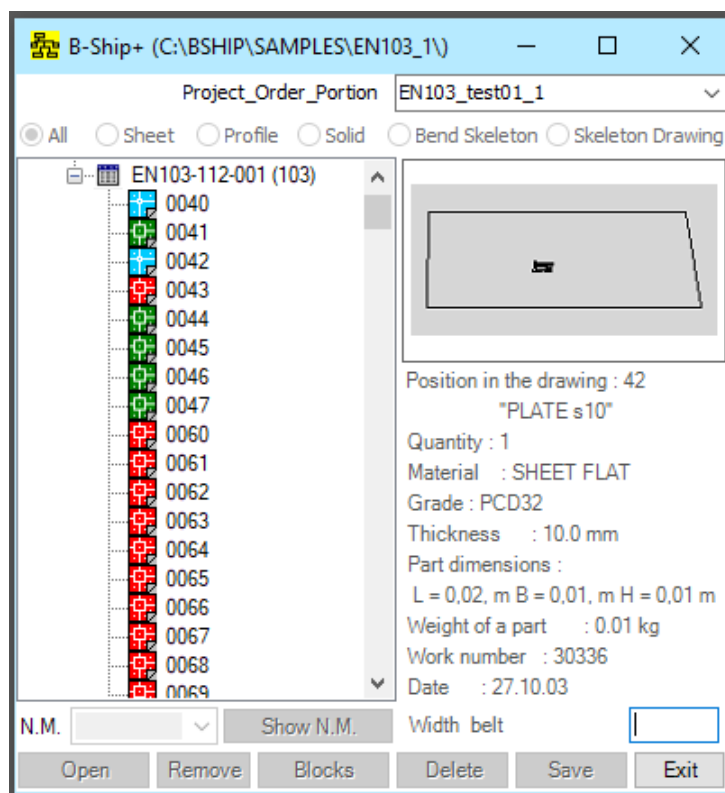 B-Ship+ (C:\BSHIP\SAMPLES\EN103_1\)
Project_Order_Portion EN103_test01_1
All Sheet Profile Solid Bend Skeleton Skeleton Drawing
EN103-112-001 (103)
0040
0041
0042
0043
0044
0045
0046
0047
0060
0061
0062
0063
0064
0065
0066
0067
0068
0069
Position in the drawing : 42
"PLATE s10"
Quantity : 1
Material : SHEET FLAT
Grade : PCD32
Thickness : 10.0 mm
Part dimensions :
L = 0,02, m B = 0,01, m H = 0,01 m
Weight of a part : 0.01 kg
Work number : 30336
Date : 27.10.03
N.M. Show N.M. Width belt
Open Remove Blocks Delete Save Exit